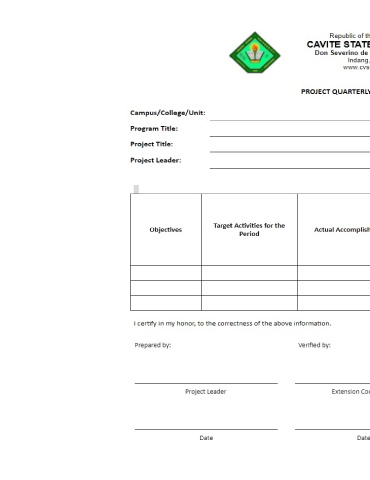 Republic of th
CAVITE STATE
Don Severino de
Indang,
www.cvs
PROJECT QUARTERLY
Campus/College/Unit:
Program Title:
Project Title:
Project Leader:
Objectives
Target Activities for the
Period
Actual Accomplish
I certify in my honor, to the correctness of the above information.
Prepared by:
Verified by:
Project Leader
Extension Coo
Date
Date